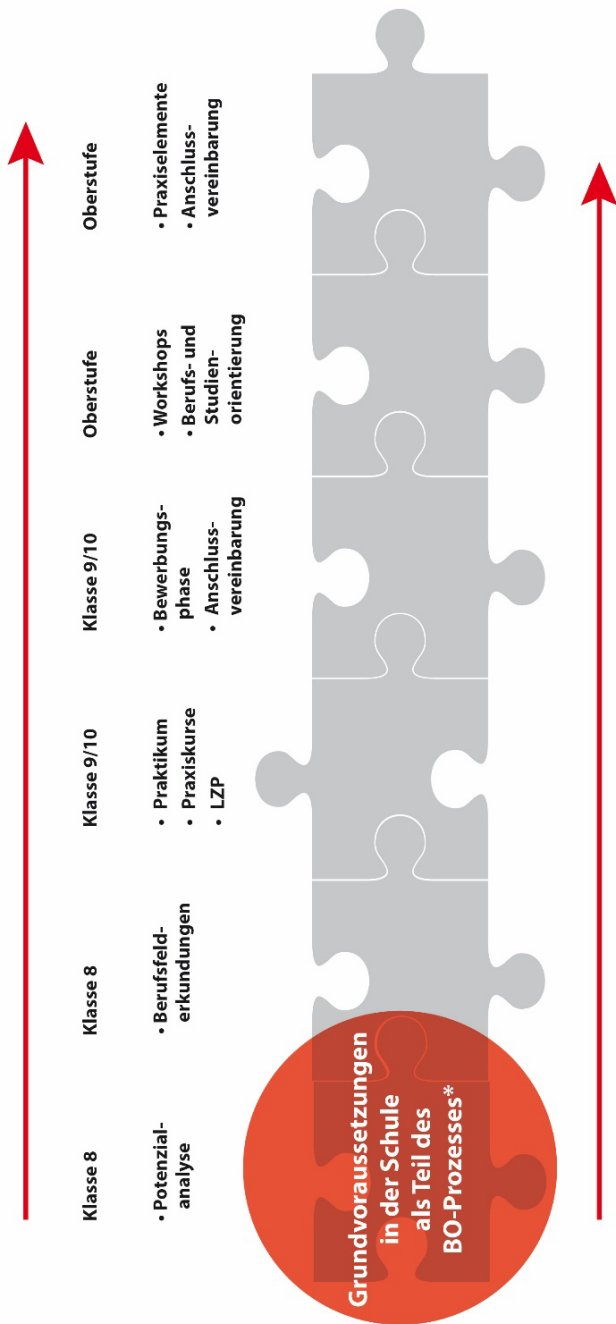 Klasse 8
• Potenzial-
analyse
Klasse 8
• Berufsfeld-
erkundungen
Klasse 9/10
• Praktikum
• Praxiskurse
• LZP
Klasse 9/10
• Bewerbungs-
phase
• Anschluss-
vereinbarung
Oberstufe
• Workshops
• Berufs- und
Studien-
orientierung
Oberstufe
• Praxiselemente
• Anschluss-
vereinbarung
Grundvoraussetzungen
in der Schule
als Teil des
BO-Prozesses*